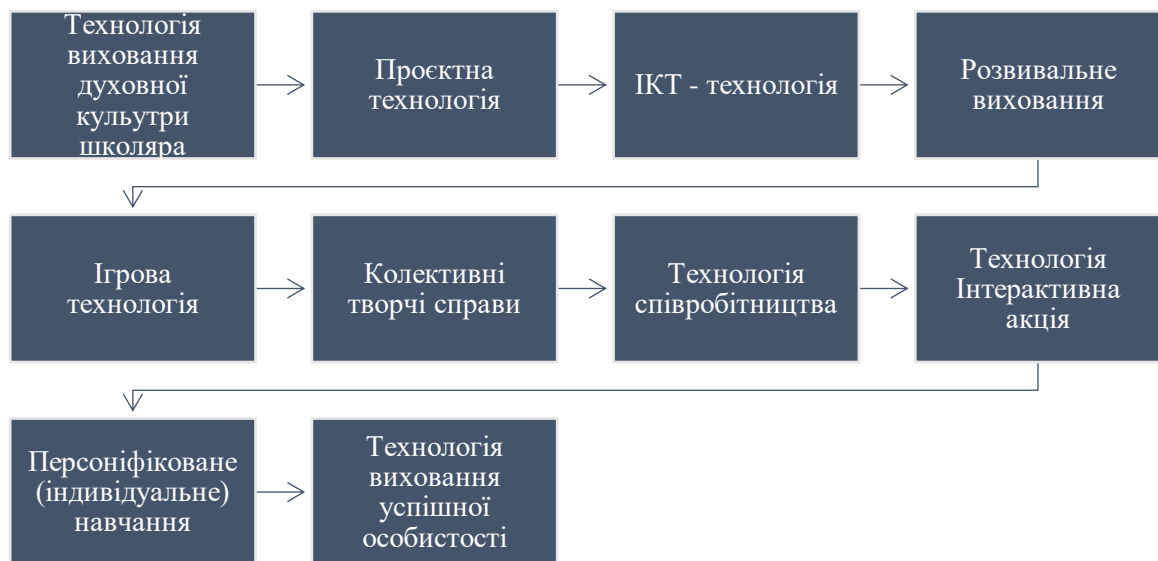 Технологія
виховання
духовної
кульутри
школяра
Проєктна
технологія
ІКТ - технологія
Розвивальне
виховання
Ігрова
технологія
Колективні
творчі справи
Технологія
співробітництва
Технологія
Інтерактивна
акція
Персоніфіковане
(індивідуальне)
навчання
Технологія
виховання
успішної
особистості